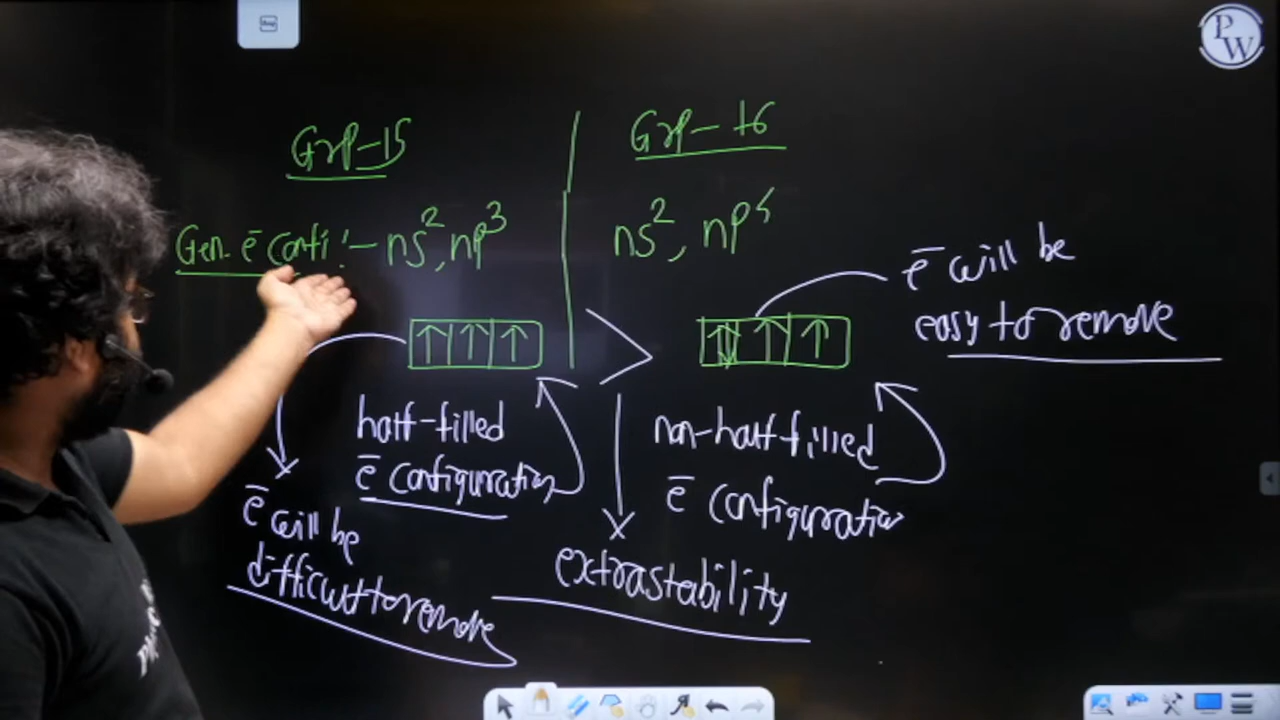 PW
Grp-15
Grp-16
Gen. ē confi:- ns², np³
ns², np⁴
ē will be
easy to remove
>
half-filled
ē configuration
non-half filled
ē configuration
ē will be
difficult to remove
extrastability